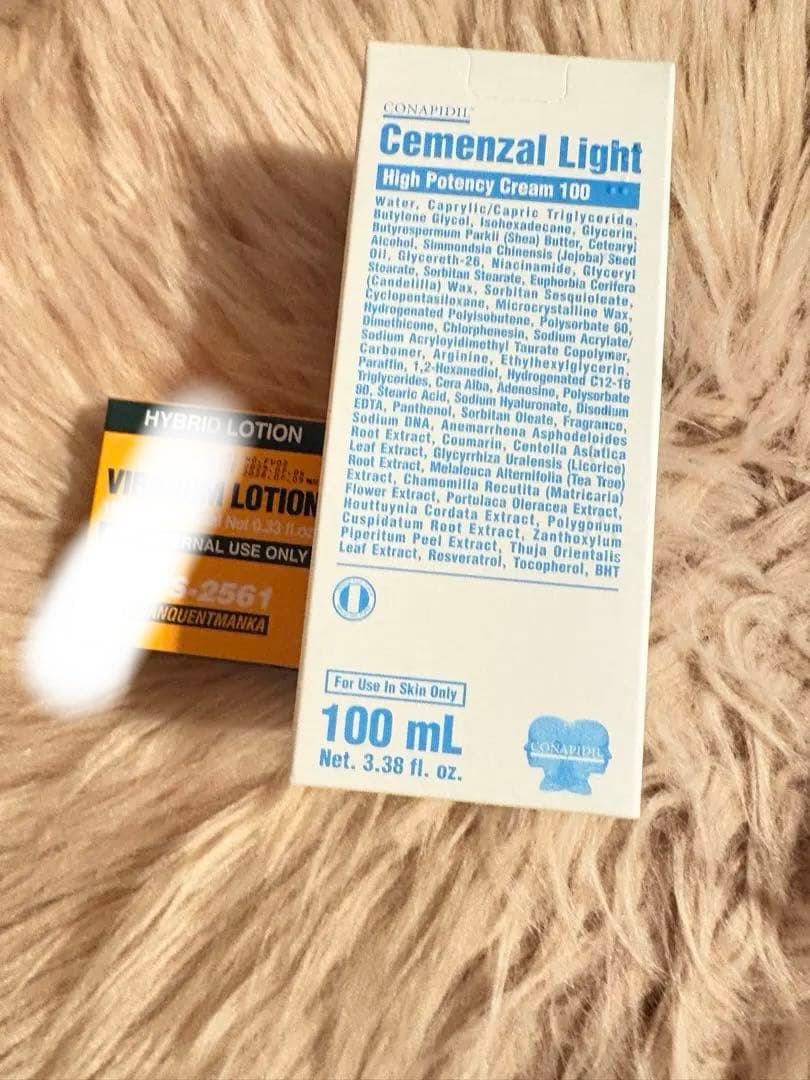 CONAPIDIL
Cemenzal Light
High Potency Cream 100
Water, Caprylic/Capric Triglyceride,
Butylene Glycol, Isohexadecane, Glycerin,
Butyrospermum Parkii (Shea) Butter, Cetearyl
Alcohol, Simmondsia Chinensis (Jojoba) Seed
Oil, Glycereth-26, Niacinamide, Glyceryl
Stearate, Sorbitan Stearate, Euphorbia Cerifera
(Candelilla) Wax, Sorbitan Sesquioleate,
Cyclopentasiloxane, Microcrystalline Wax,
Hydrogenated Polyisobutene, Polysorbate 60,
Dimethicone, Chlorphenesin, Sodium Acrylate/
Sodium Acryloyldimethyl Taurate Copolymer,
Carbomer, Arginine, Ethylhexylglycerin,
Paraffin, 1,2-Hexanediol, Hydrogenated C12-18
Triglycerides, Cera Alba, Adenosine, Polysorbate
80, Stearic Acid, Sodium Hyaluronate, Disodium
EDTA, Panthenol, Sorbitan Oleate, Fragrance,
Sodium DNA, Anemarrhena Asphodeloides
Root Extract, Coumarin, Centella Asiatica
Leaf Extract, Glycyrrhiza Uralensis (Licorice)
Root Extract, Melaleuca Alternifolia (Tea Tree)
Extract, Chamomilla Recutita (Matricaria)
Flower Extract, Portulaca Oleracea Extract,
Houttuynia Cordata Extract, Polygonum
Cuspidatum Root Extract, Zanthoxylum
Piperitum Peel Extract, Thuja Orientalis
Leaf Extract, Resveratrol, Tocopherol, BHT
For Use In Skin Only
100 mL
Net. 3.38 fl. oz.
CONAPIDIL
HYBRID LOTION
LOTION
Net 0.33 fl.oz
USE ONLY
-2561
NQUENTMANKA